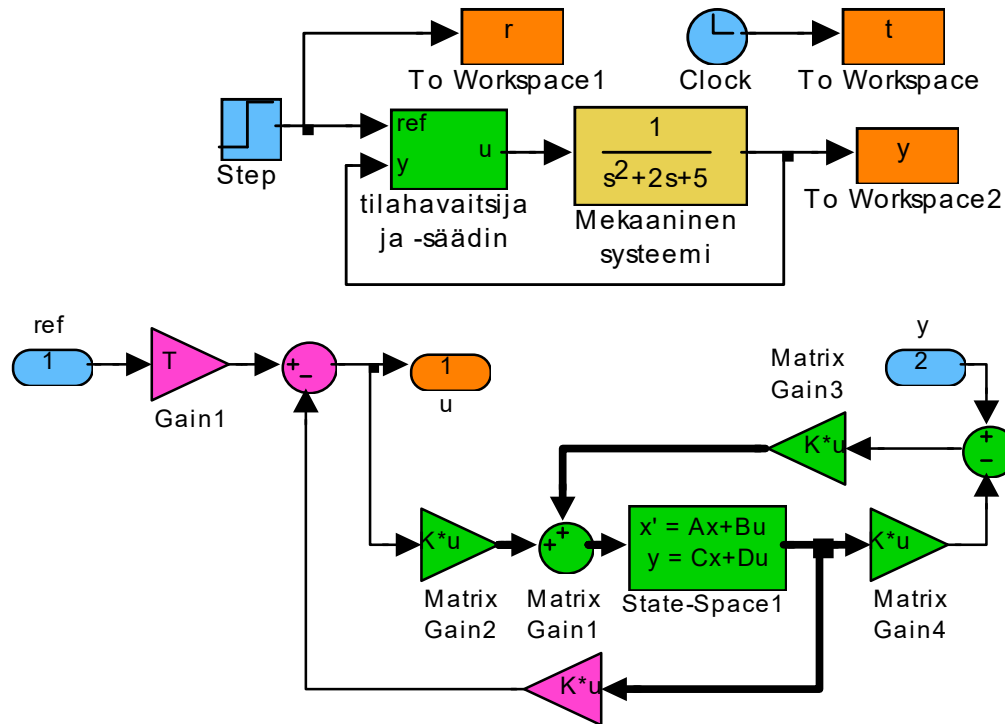 r
To Workspace1
Clock
t
To Workspace
Step
ref
y
u
tilahavaitsija
ja -säädin
1
s2+2s+5
Mekaaninen
systeemi
y
To Workspace2
ref
1
T
Gain1
+
-
1
u
y
2
Matrix
Gain3
K*u
+
-
K*u
Matrix
Gain2
+
+
Matrix
Gain1
x' = Ax+Bu
y = Cx+Du
State-Space1
K*u
Matrix
Gain4
K*u